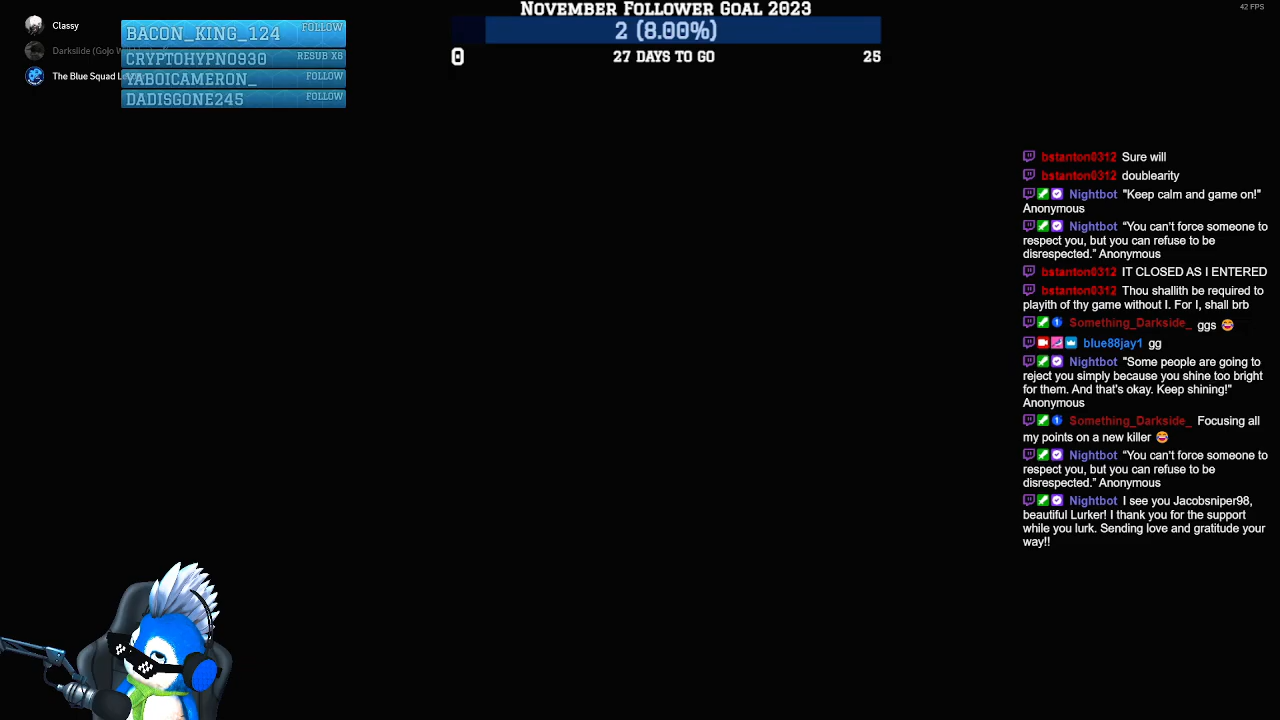 Classy
Darkslide (Gojo
The Blue Squad
BACON_KING_124 FOLLOW
CRYPTOHYPNO930 RESUB X8
YABOICAMERON_ FOLLOW
DADISGONE245 FOLLOW
NOVEMBER FOLLOWER GOAL 2023
2 (8.00%)
0 27 DAYS TO GO 25
42 FPS
bstanton0312 Sure will
bstanton0312 doublearity
Nightbot "Keep calm and game on!"
Anonymous
Nightbot “You can’t force someone to
respect you, but you can refuse to be
disrespected.” Anonymous
bstanton0312 IT CLOSED AS I ENTERED
bstanton0312 Thou shallith be required to
playith of thy game without I. For I, shall brb
Something_Darkside_ ggs 😂
blue88jay1 gg
Nightbot "Some people are going to
reject you simply because you shine too bright
for them. And that's okay. Keep shining!"
Anonymous
Something_Darkside_ Focusing all
my points on a new killer 😂
Nightbot “You can’t force someone to
respect you, but you can refuse to be
disrespected.” Anonymous
Nightbot I see you Jacobsniper98,
beautiful Lurker! I thank you for the support
while you lurk. Sending love and gratitude your
way!!